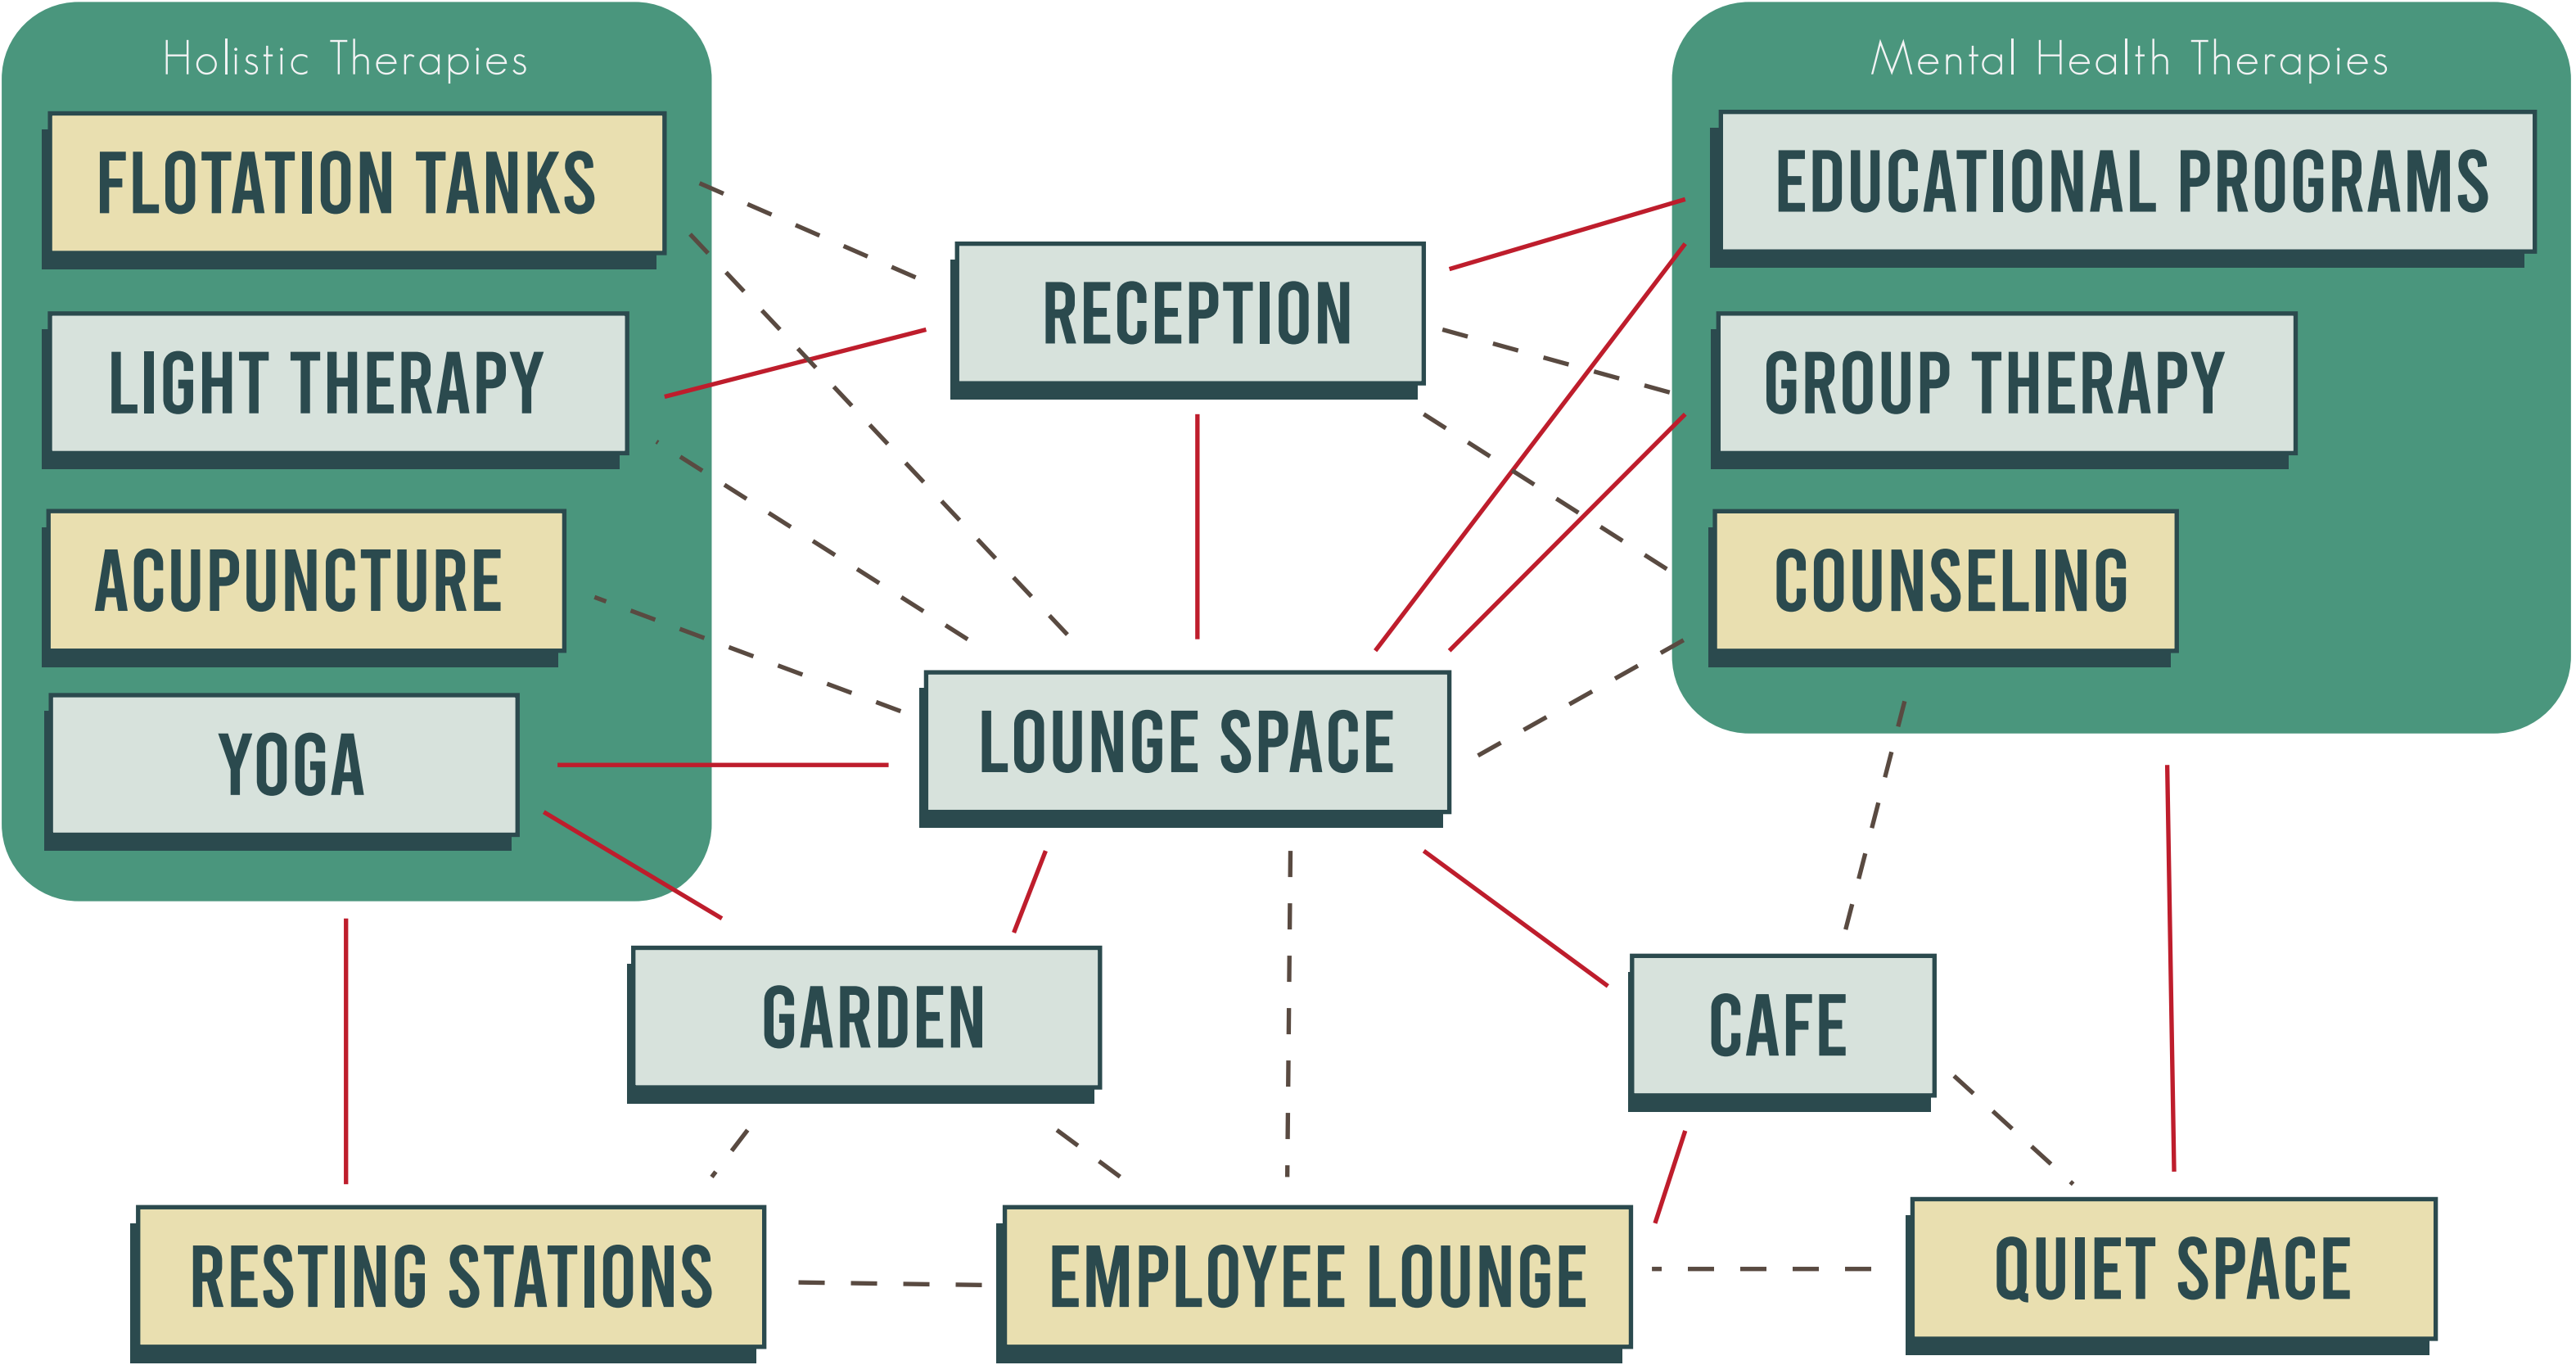 Holistic Therapies
FLOTATION TANKS
LIGHT THERAPY
ACUPUNCTURE
YOGA
RECEPTION
LOUNGE SPACE
Mental Health Therapies
EDUCATIONAL PROGRAMS
GROUP THERAPY
COUNSELING
GARDEN
CAFE
RESTING STATIONS
EMPLOYEE LOUNGE
QUIET SPACE